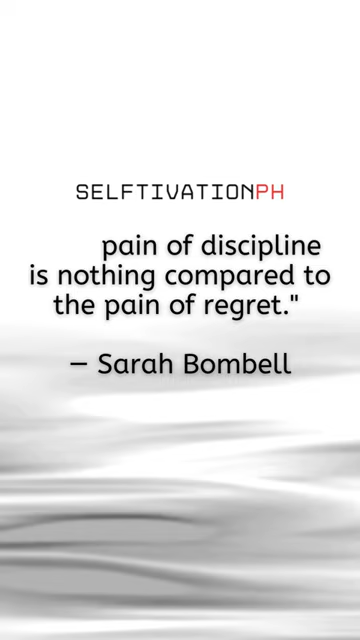 SELFTIVATIONPH
pain of discipline
is nothing compared to
the pain of regret."
— Sarah Bombell